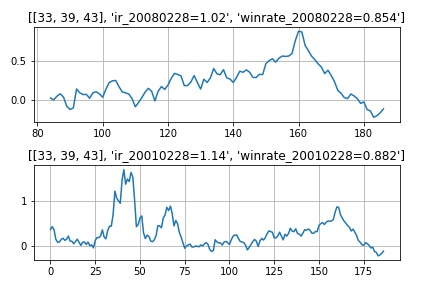 [[33, 39, 43], 'ir_20080228=1.02', 'winrate_20080228=0.854']
0.5
0.0
80 100 120 140 160 180
[[33, 39, 43], 'ir_20010228=1.14', 'winrate_20010228=0.882']
1
0
0 25 50 75 100 125 150 175